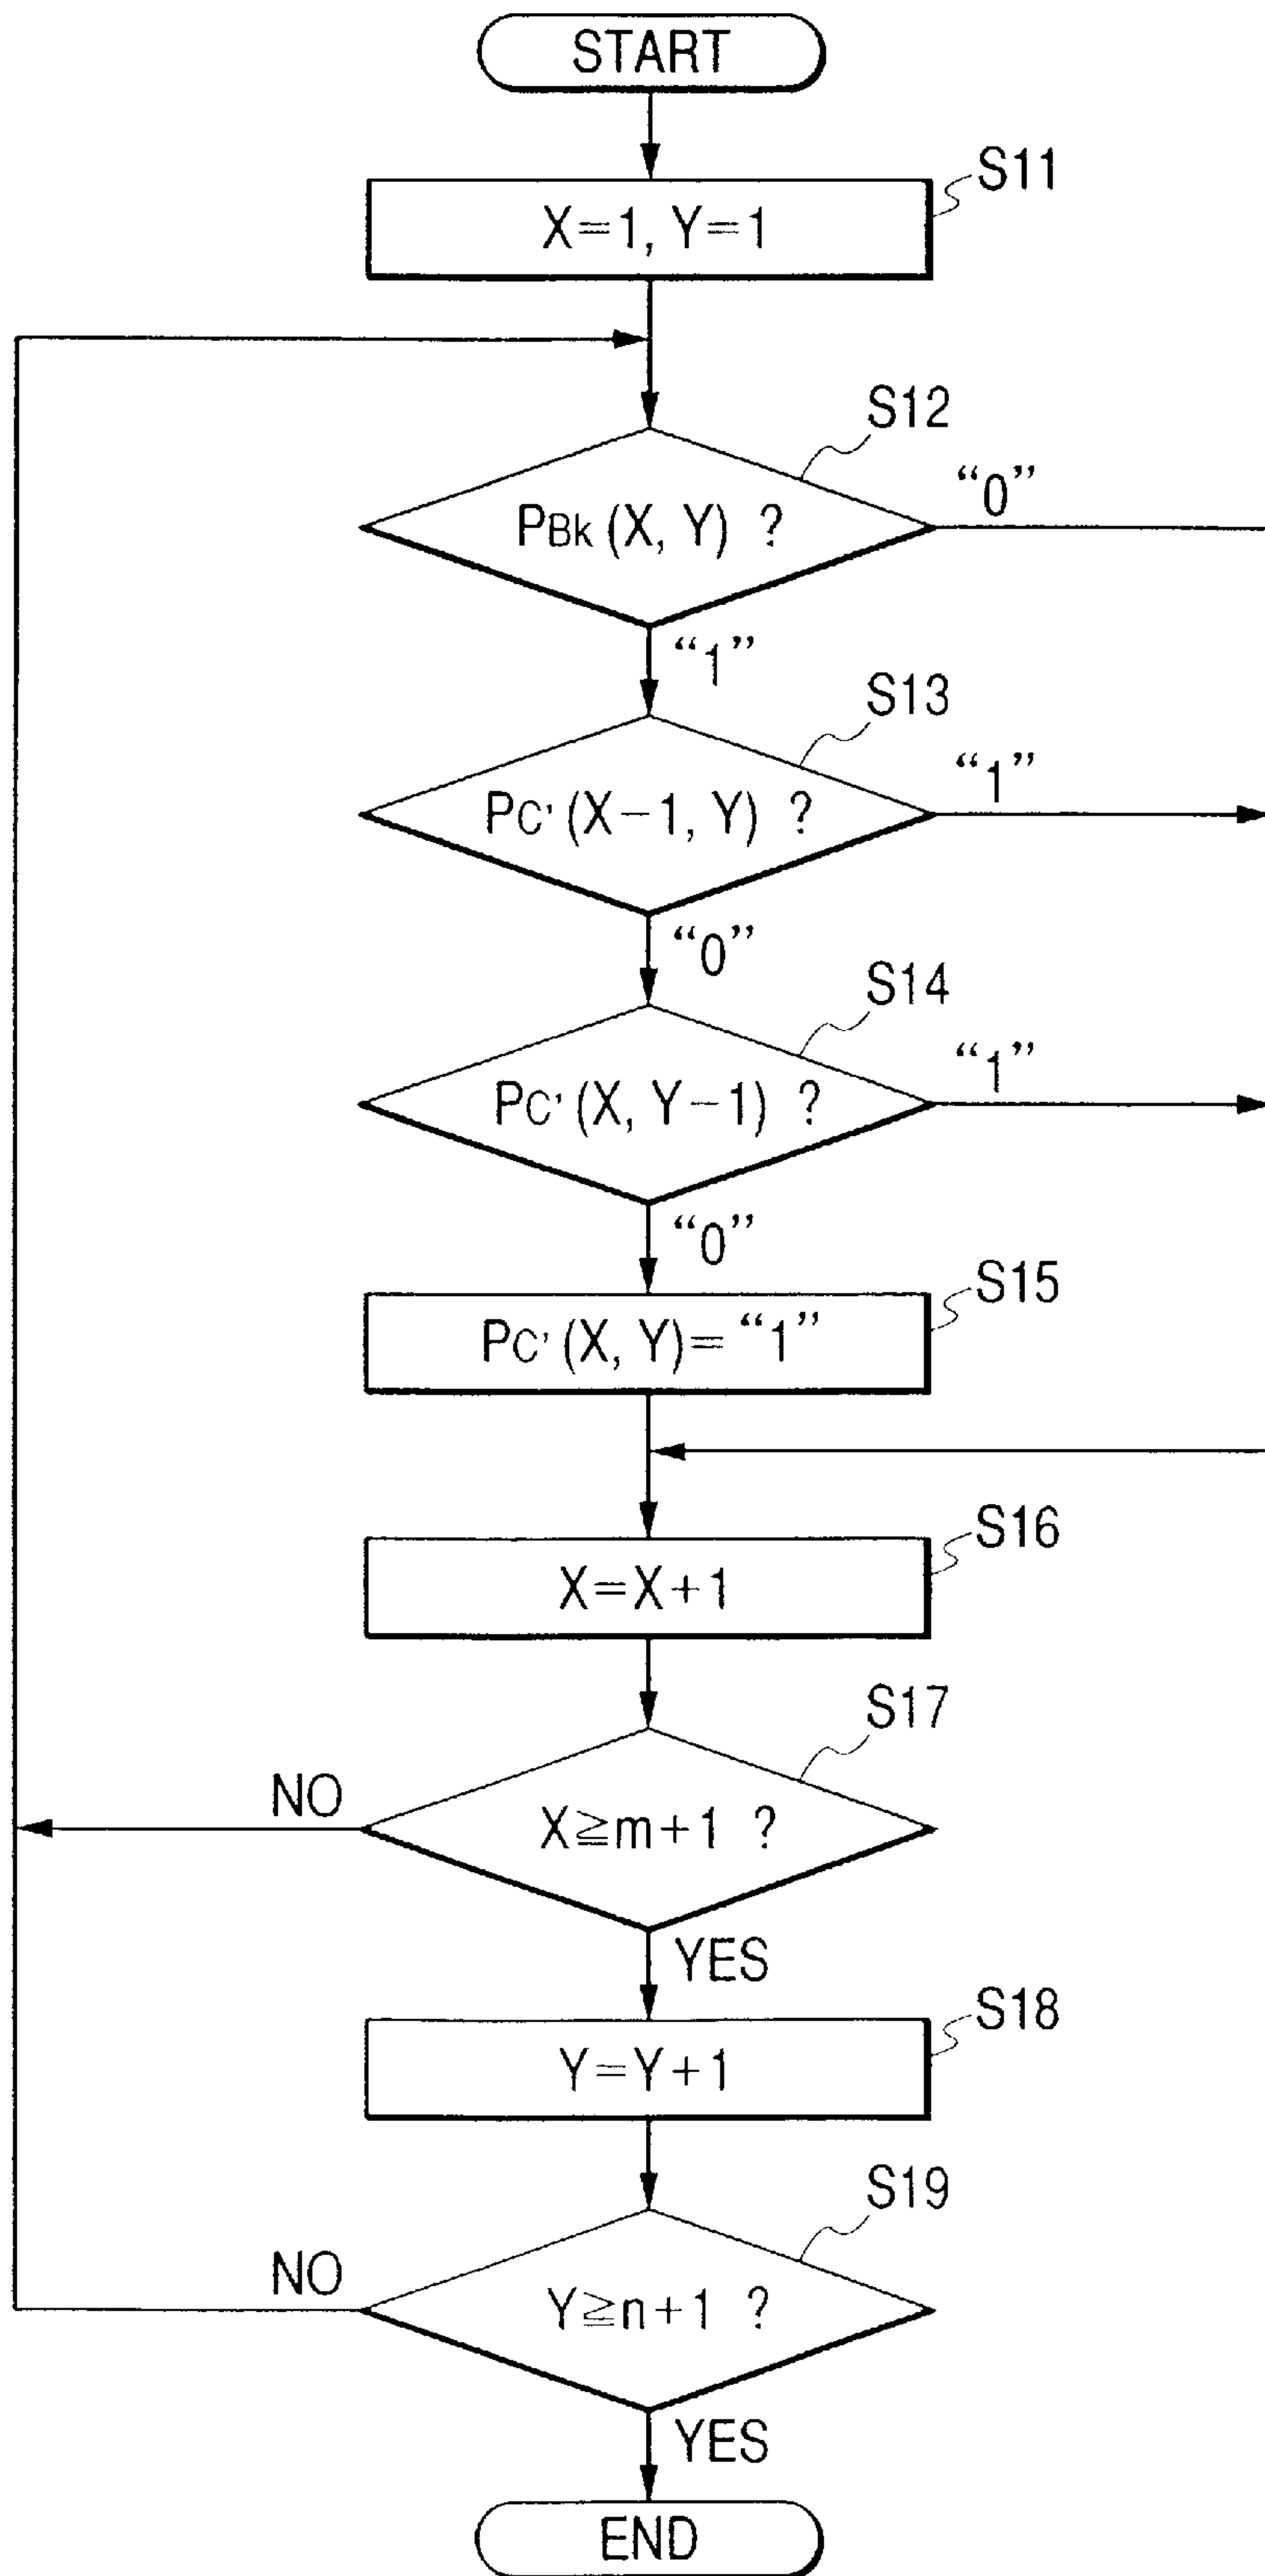 START
S11
X=1, Y=1
S12
PBk (X, Y) ?
“0”
“1”
S13
PC' (X−1, Y) ?
“1”
“0”
S14
PC' (X, Y−1) ?
“1”
“0”
S15
PC' (X, Y)= “1”
S16
X=X+1
S17
NO
X≧m+1 ?
YES
S18
Y=Y+1
S19
NO
Y≧n+1 ?
YES
END